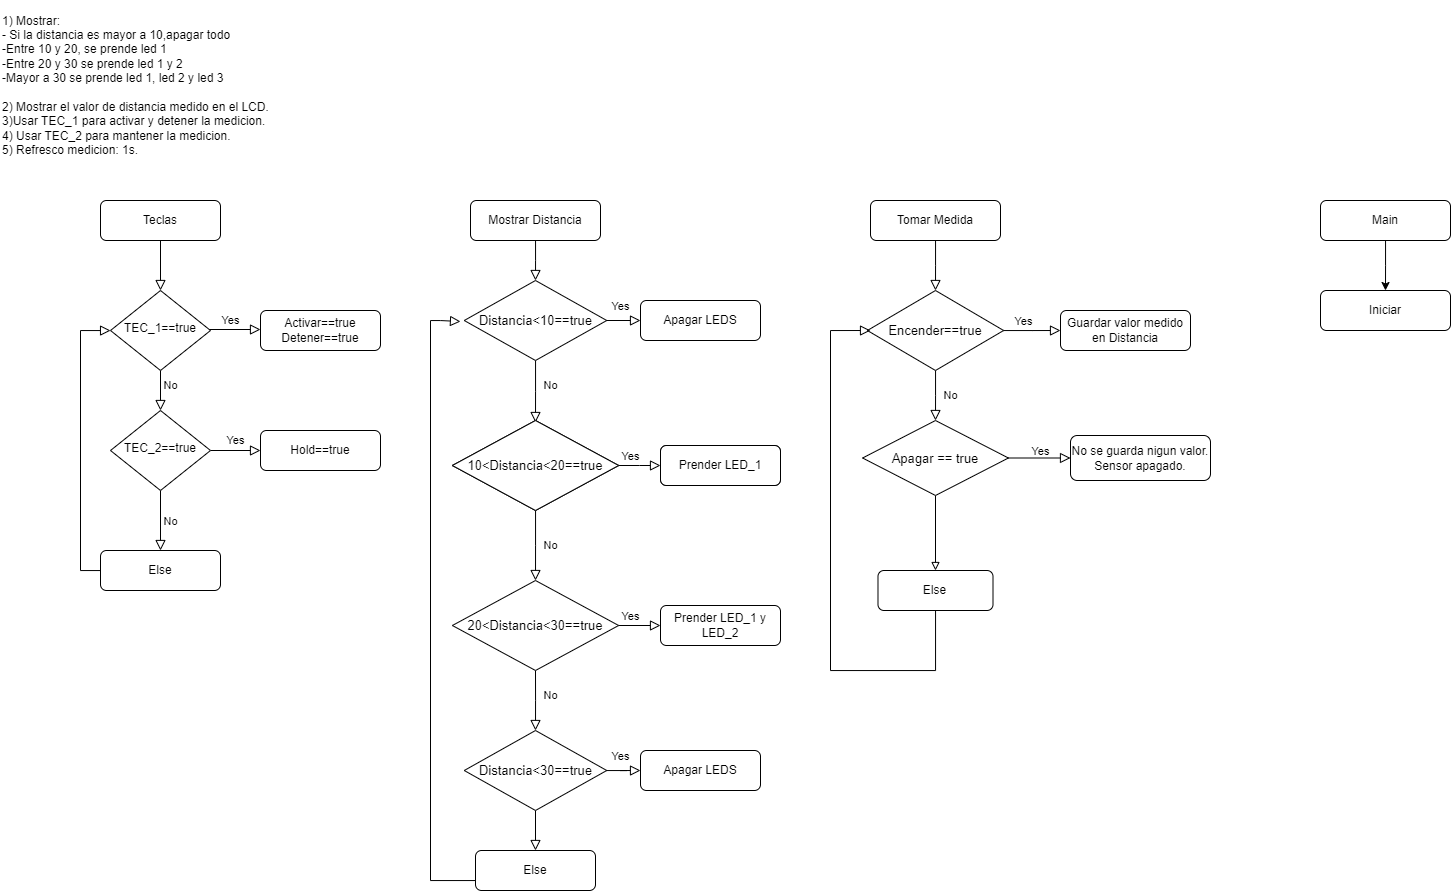 1) Mostrar:
- Si la distancia es mayor a 10,apagar todo
-Entre 10 y 20, se prende led 1
-Entre 20 y 30 se prende led 1 y 2
-Mayor a 30 se prende led 1, led 2 y led 3
2) Mostrar el valor de distancia medido en el LCD.
3)Usar TEC_1 para activar y detener la medicion.
4) Usar TEC_2 para mantener la medicion.
5) Refresco medicion: 1s.
Teclas
TEC_1==true
Yes
Activar==true
Detener==true
No
TEC_2==true
Yes
Hold==true
No
Else
Mostrar Distancia
Distancia<10==true
Yes
Apagar LEDS
No
10<Distancia<20==true
Yes
Prender LED_1
No
20<Distancia<30==true
Yes
Prender LED_1 y
LED_2
No
Distancia<30==true
Yes
Apagar LEDS
Else
Tomar Medida
Encender==true
Yes
Guardar valor medido
en Distancia
No
Apagar == true
Yes
No se guarda nigun valor.
Sensor apagado.
Else
Main
Iniciar